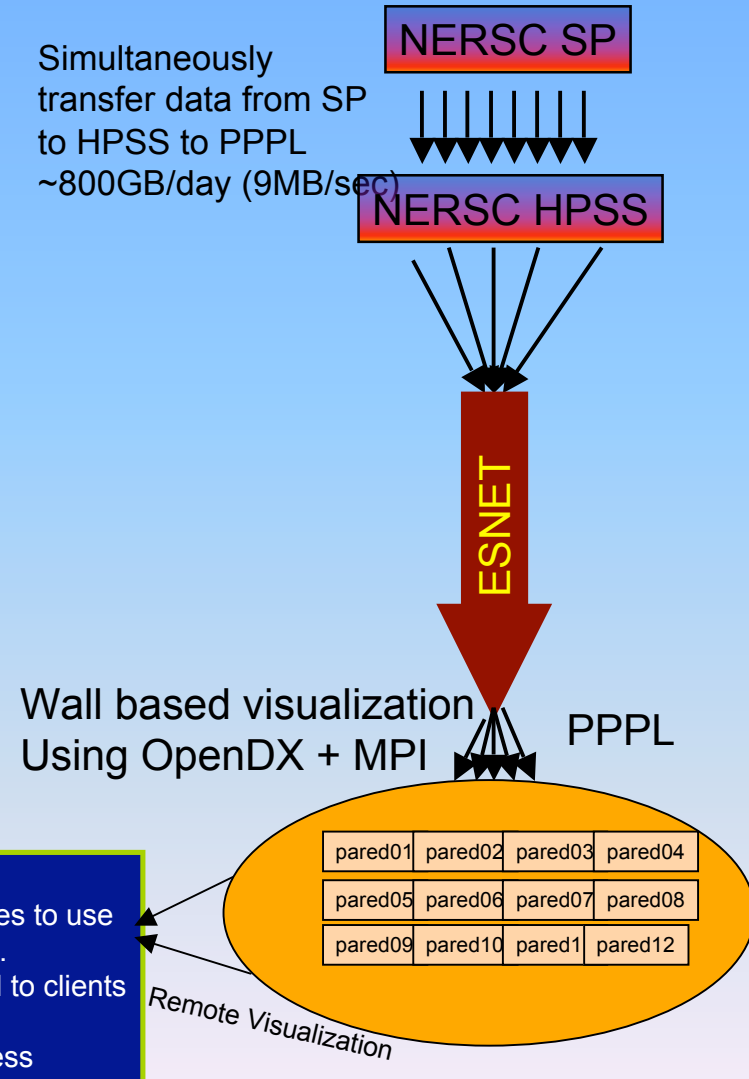 Simultaneously
transfer data from SP
to HPSS to PPPL
~800GB/day (9MB/sec)
NERSC SP
NERSC HPSS
ESNET
Wall based visualization
Using OpenDX + MPI
PPPL
pared01 pared02 pared03 pared04
pared05 pared06 pared07 pared08
pared09 pared10 pared1 pared12
to use
.
to clients
Remote Visualization